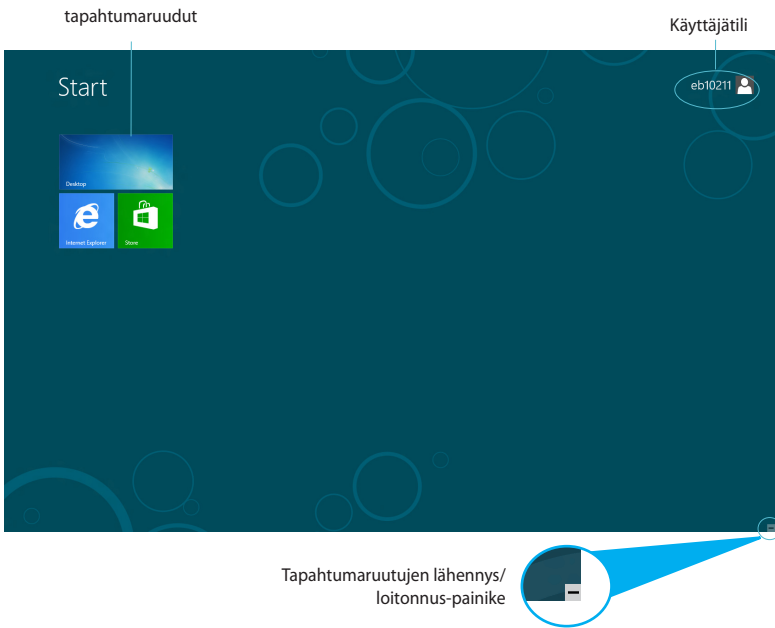 tapahtumaruudut
Käyttäjätili
Start
eb10211
Desktop
Internet Explorer
Store
Tapahtumaruutujen lähennys/
loitonnus-painike